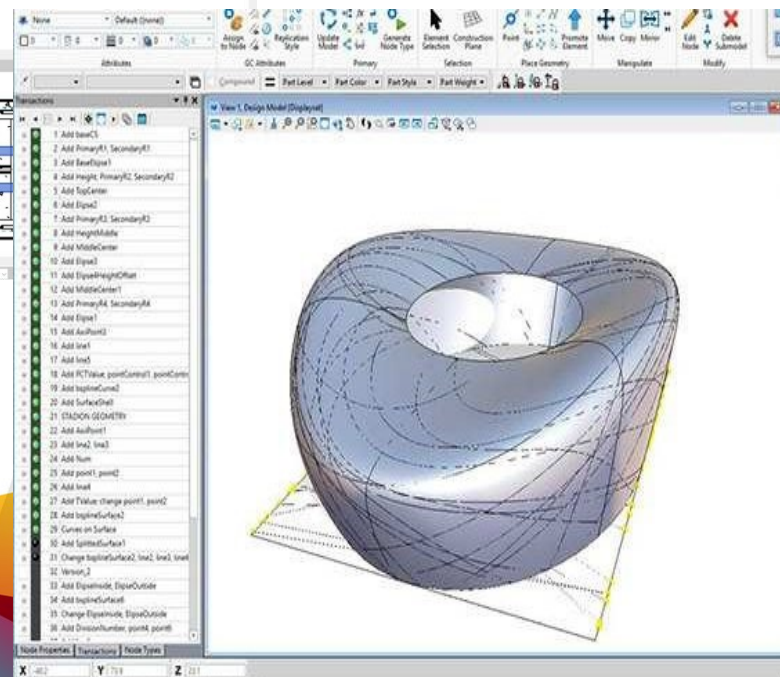 None
Default (none)
0
0
0
0
0
Assign to Node
Replication Style
Update Model
Generate Node Type
Element Selection
Construction Plane
Point
Promote Element
Move
Copy
Mirror
Edit Node
Delete Submodel
Attributes
GC Attributes
Primary
Selection
Place Geometry
Manipulate
Modify
Compound
Part Level
Part Color
Part Style
Part Weight
Transactions
View 1, Design Model [Displayset]
1 Add baseCS
2 Add PrimaryR1, SecondaryR1
3 Add BaseElipse1
4 Add Height, PrimaryR2, SecondaryR2
5 Add TopCenter
6 Add Elipse2
7 Add PrimaryR3, SecondaryR3
8 Add HeightMiddle
9 Add MiddleCenter
10 Add Elipse3
11 Add Elipse4HeightOffset
12 Add MiddleCenter1
13 Add PrimaryR4, SecondaryR4
14 Add Elipse1
15 Add AxiPoint3
16 Add line1
17 Add line5
18 Add PCTValue, pointControl1, pointContr
19 Add bsplineCurve2
20 Add SurfaceShell
21 STADION GEOMETRY
22 Add AxiPoint1
23 Add line2, line3
24 Add Num
25 Add point1, point2
26 Add line4
27 Add TValue; change point1, point2
28 Add bsplineSurface2
29 Curves on Surface
30 Add SplittedSurface1
31 Change bsplineSurface2, line2, line3, line4
32 Version_2
33 Add ElipseInside, ElipseOutside
34 Add bsplineSurface6
35 Change ElipseInside, ElipseOutside
36 Add DivisionNumber, point4, point6
Node Properties
Transactions
Node Types
X
Y
Z